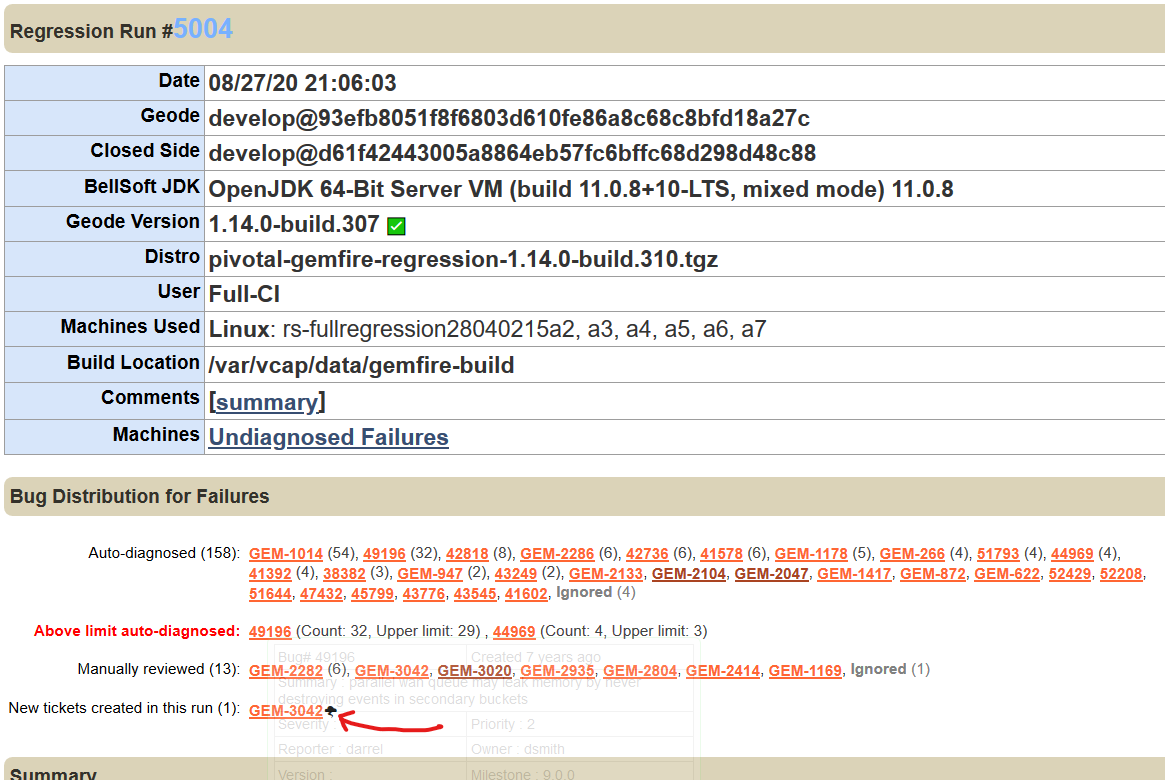 Regression Run #5004
Date 08/27/20 21:06:03
Geode develop@93efb8051f8f6803d610fe86a8c68c8bfd18a27c
Closed Side develop@d61f42443005a8864eb57fc6bffc68d298d48c88
BellSoft JDK OpenJDK 64-Bit Server VM (build 11.0.8+10-LTS, mixed mode) 11.0.8
Geode Version 1.14.0-build.307
Distro pivotal-gemfire-regression-1.14.0-build.310.tgz
User Full-CI
Machines Used Linux: rs-fullregression28040215a2, a3, a4, a5, a6, a7
Build Location /var/vcap/data/gemfire-build
Comments [summary]
Machines Undiagnosed Failures
Bug Distribution for Failures
Auto-diagnosed (158): GEM-1014 (54), 49196 (32), 42818 (8), GEM-2286 (6), 42736 (6), 41578 (6), GEM-1178 (5), GEM-266 (4), 51793 (4), 44969 (4),
41392 (4), 38382 (3), GEM-947 (2), 43249 (2), GEM-2133, GEM-2104, GEM-2047, GEM-1417, GEM-872, GEM-622, 52429, 52208,
51644, 47432, 45799, 43776, 43545, 41602, Ignored (4)
Above limit auto-diagnosed: 49196 (Count: 32, Upper limit: 29) , 44969 (Count: 4, Upper limit: 3)
Bug# 49196 Created 7 years ago
Manually reviewed (13): GEM-2282 (6), GEM-3042, GEM-3020, GEM-2935, GEM-2804, GEM-2414, GEM-1169, Ignored (1)
Summary : parallel wan queue may leak memory by never
destroying events in secondary buckets
New tickets created in this run (1): GEM-3042
Severity : Priority : 2
Reporter : darrel Owner : dsmith
Version : Milestone : 9.0.0
Summary